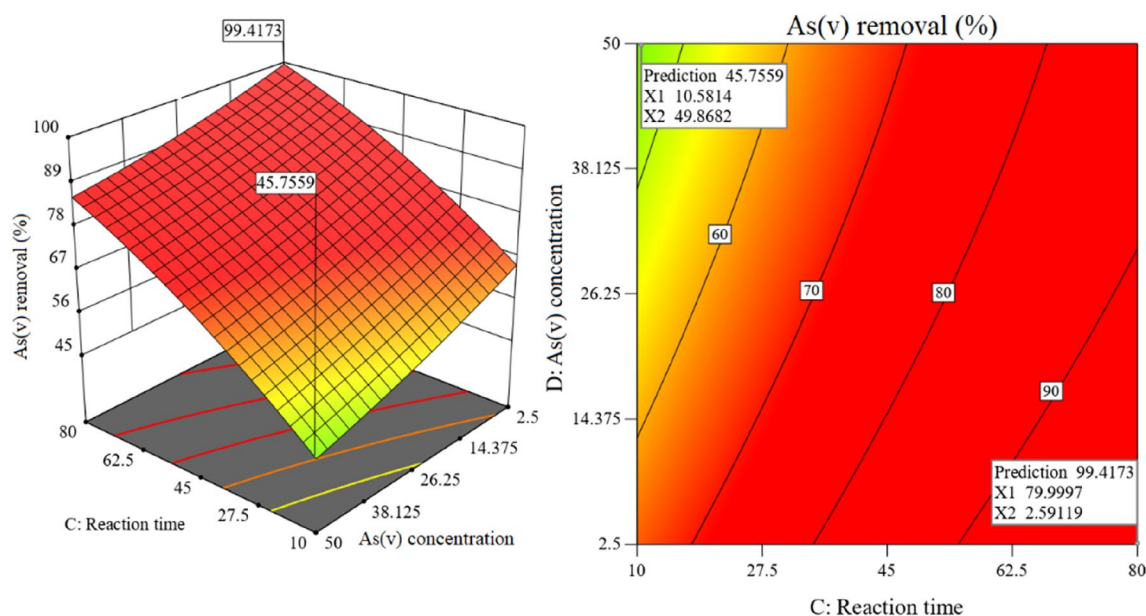 99.4173
100
89
78
67
56
45
As(v) removal (%)
45.7559
80
62.5
45
27.5
10
C: Reaction time
2.5
14.375
26.25
38.125
50
As(v) concentration
As(v) removal (%)
50
38.125
26.25
14.375
2.5
D: As(v) concentration
Prediction 45.7559
X1 10.5814
X2 49.8682
60
70
80
90
Prediction 99.4173
X1 79.9997
X2 2.59119
10
27.5
45
62.5
80
C: Reaction time